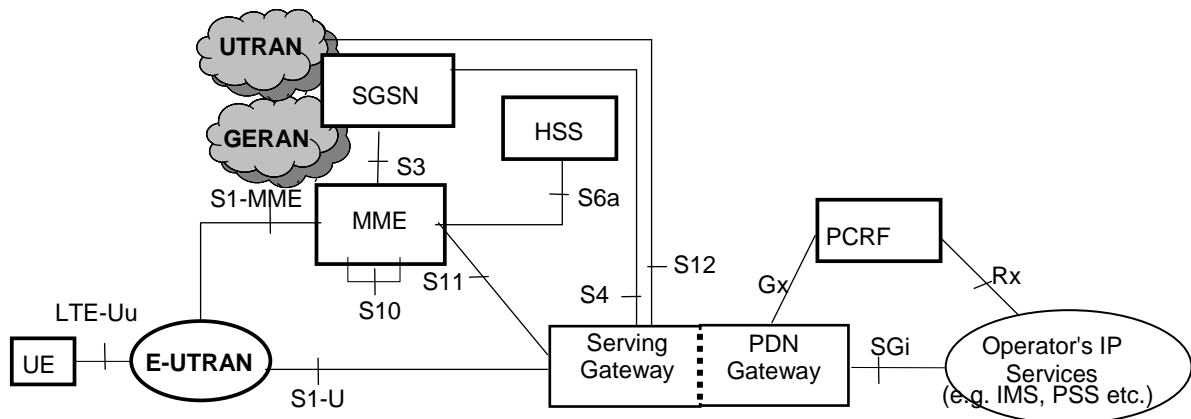 UTRAN
SGSN
HSS
GERAN
S3
S1-MME
S6a
MME
PCRF
S11
S12
Rx
S10
S4
Gx
LTE-Uu
UE
E-UTRAN
Serving
Gateway
PDN
Gateway
SGi
Operator's IP
Services
(e.g. IMS, PSS etc.)
S1-U